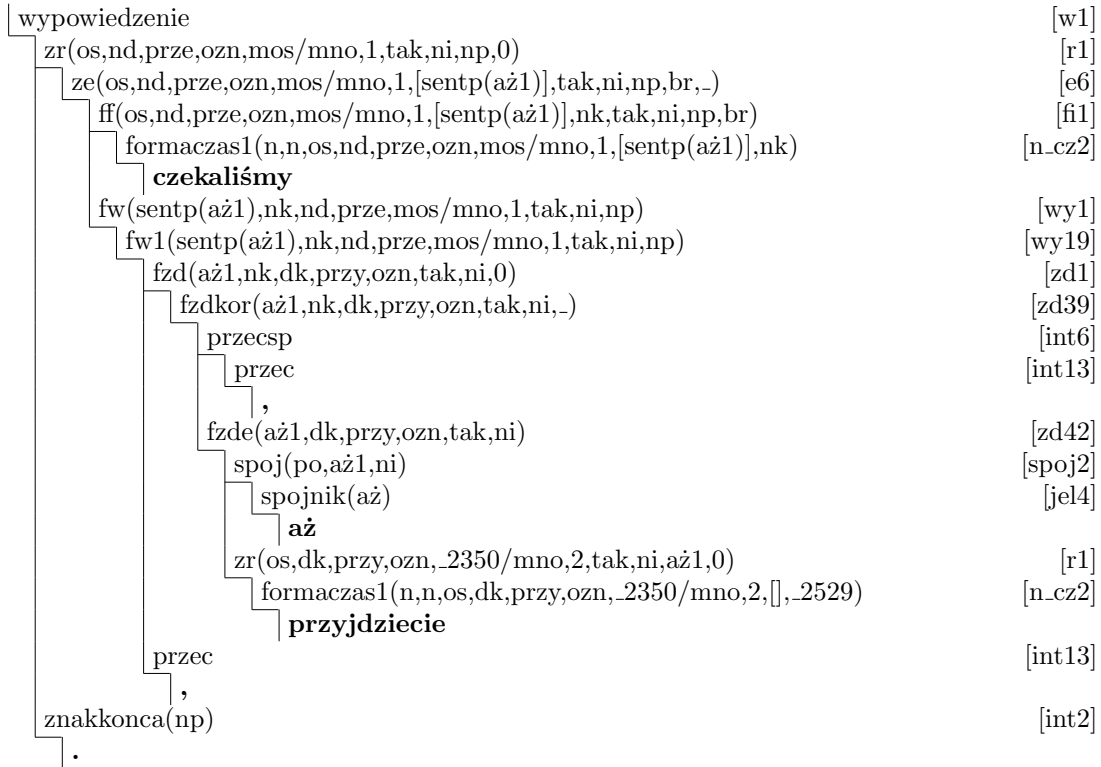 wypowiedzenie [w1]
zr(os,nd,prze,ozn,mos/mno,1,tak,ni,np,0) [r1]
ze(os,nd,prze,ozn,mos/mno,1,[sentp(aż1)],tak,ni,np,br,_) [e6]
ff(os,nd,prze,ozn,mos/mno,1,[sentp(aż1)],nk,tak,ni,np,br) [fi1]
formaczas1(n,n,os,nd,prze,ozn,mos/mno,1,[sentp(aż1)],nk) [n_cz2]
czekaliśmy
fw(sentp(aż1),nk,nd,prze,mos/mno,1,tak,ni,np) [wy1]
fw1(sentp(aż1),nk,nd,prze,mos/mno,1,tak,ni,np) [wy19]
fzd(aż1,nk,dk,przy,ozn,tak,ni,0) [zd1]
fzdkor(aż1,nk,dk,przy,ozn,tak,ni,_) [zd39]
przecsp [int6]
przec [int13]
,
fzde(aż1,dk,przy,ozn,tak,ni) [zd42]
spoj(po,aż1,ni) [spoj2]
spojnik(aż) [jel4]
aż
zr(os,dk,przy,ozn,_2350/mno,2,tak,ni,aż1,0) [r1]
formaczas1(n,n,os,dk,przy,ozn,_2350/mno,2,[],_2529) [n_cz2]
przyjdziecie
przec [int13]
,
znakkonca(np) [int2]
.